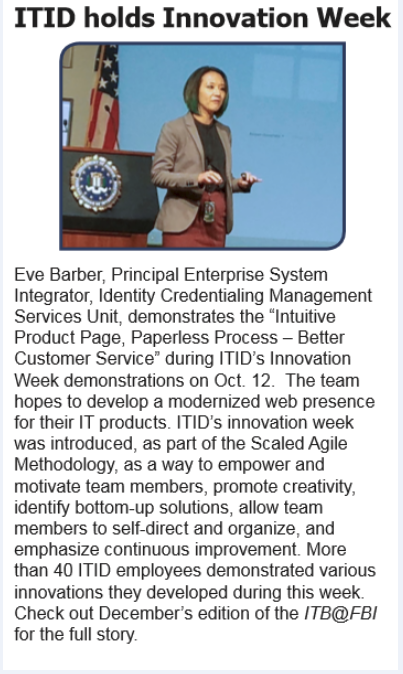 ITID holds Innovation Week
Eve Barber, Principal Enterprise System
Integrator, Identity Credentialing Management
Services Unit, demonstrates the “Intuitive
Product Page, Paperless Process – Better
Customer Service” during ITID’s Innovation
Week demonstrations on Oct. 12.  The team
hopes to develop a modernized web presence
for their IT products. ITID’s innovation week
was introduced, as part of the Scaled Agile
Methodology, as a way to empower and
motivate team members, promote creativity,
identify bottom-up solutions, allow team
members to self-direct and organize, and
emphasize continuous improvement. More
than 40 ITID employees demonstrated various
innovations they developed during this week.
Check out December’s edition of the ITB@FBI
for the full story.